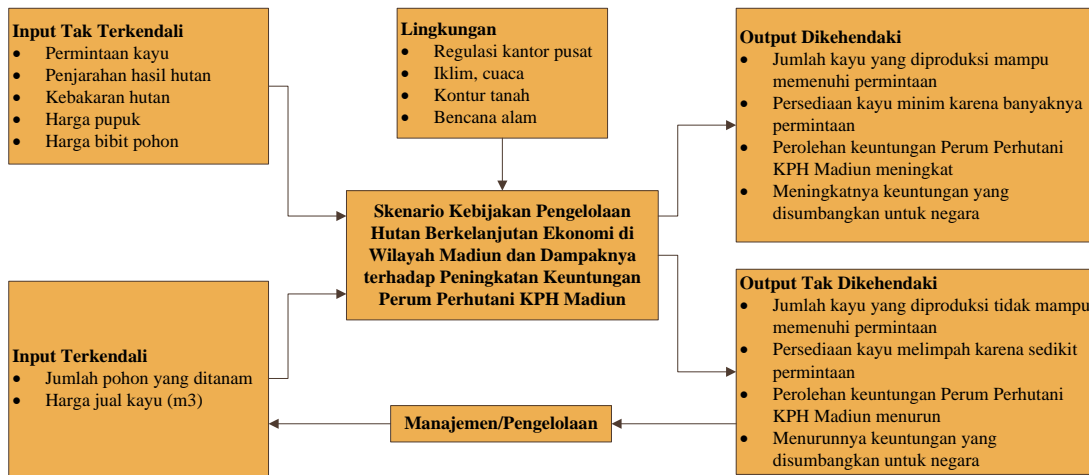 Input Tak Terkendali
• Permintaan kayu
• Penjarahan hasil hutan
• Kebakaran hutan
• Harga pupuk
• Harga bibit pohon
Lingkungan
• Regulasi kantor pusat
• Iklim, cuaca
• Kontur tanah
• Bencana alam
Output Dikehendaki
• Jumlah kayu yang diproduksi mampu
memenuhi permintaan
• Persediaan kayu minim karena banyaknya
permintaan
• Perolehan keuntungan Perum Perhutani
KPH Madiun meningkat
• Meningkatnya keuntungan yang
disumbangkan untuk negara
Skenario Kebijakan Pengelolaan
Hutan Berkelanjutan Ekonomi di
Wilayah Madiun dan Dampaknya
terhadap Peningkatan Keuntungan
Perum Perhutani KPH Madiun
Input Terkendali
• Jumlah pohon yang ditanam
• Harga jual kayu (m3)
Manajemen/Pengelolaan
Output Tak Dikehendaki
• Jumlah kayu yang diproduksi tidak mampu
memenuhi permintaan
• Persediaan kayu melimpah karena sedikit
permintaan
• Perolehan keuntungan Perum Perhutani
KPH Madiun menurun
• Menurunnya keuntungan yang
disumbangkan untuk negara